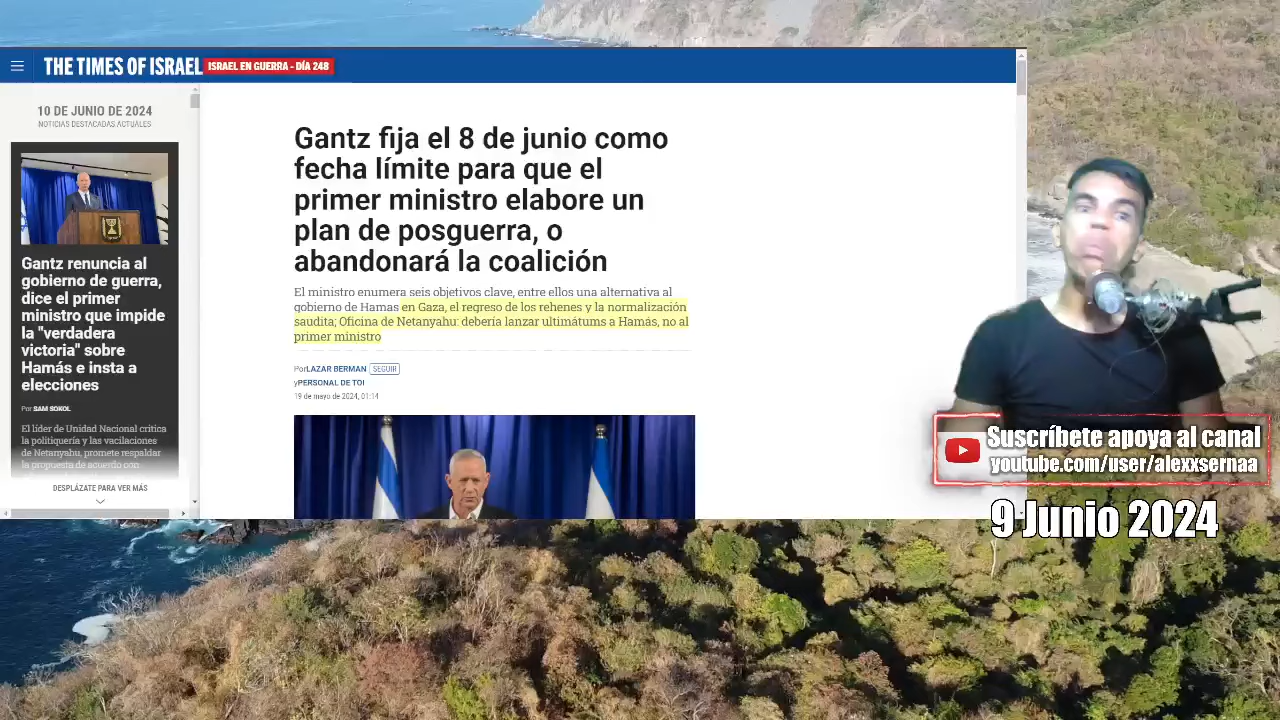 THE TIMES OF ISRAEL
ISRAEL EN GUERRA - DÍA 248
10 DE JUNIO DE 2024
NOTICIAS DESTACADAS ACTUALES
Gantz renuncia al
gobierno de guerra,
dice el primer
ministro que impide
la "verdadera
victoria" sobre
Hamás e insta a
elecciones
Por SAM SOKOL
El líder de Unidad Nacional critica
la politiquería y las vacilaciones
de Netanyahu, promete respaldar
la propuesta de acuerdo con
DESPLÁZATE PARA VER MÁS
Gantz fija el 8 de junio como
fecha límite para que el
primer ministro elabore un
plan de posguerra, o
abandonará la coalición
El ministro enumera seis objetivos clave, entre ellos una alternativa al
gobierno de Hamas en Gaza, el regreso de los rehenes y la normalización
saudita; Oficina de Netanyahu: debería lanzar ultimátums a Hamás, no al
primer ministro
PorLAZAR BERMAN SEGUIR
yPERSONAL DE TOI
19 de mayo de 2024, 01:14
Suscríbete apoya al canal
youtube.com/user/alexxsernaa
9 Junio 2024